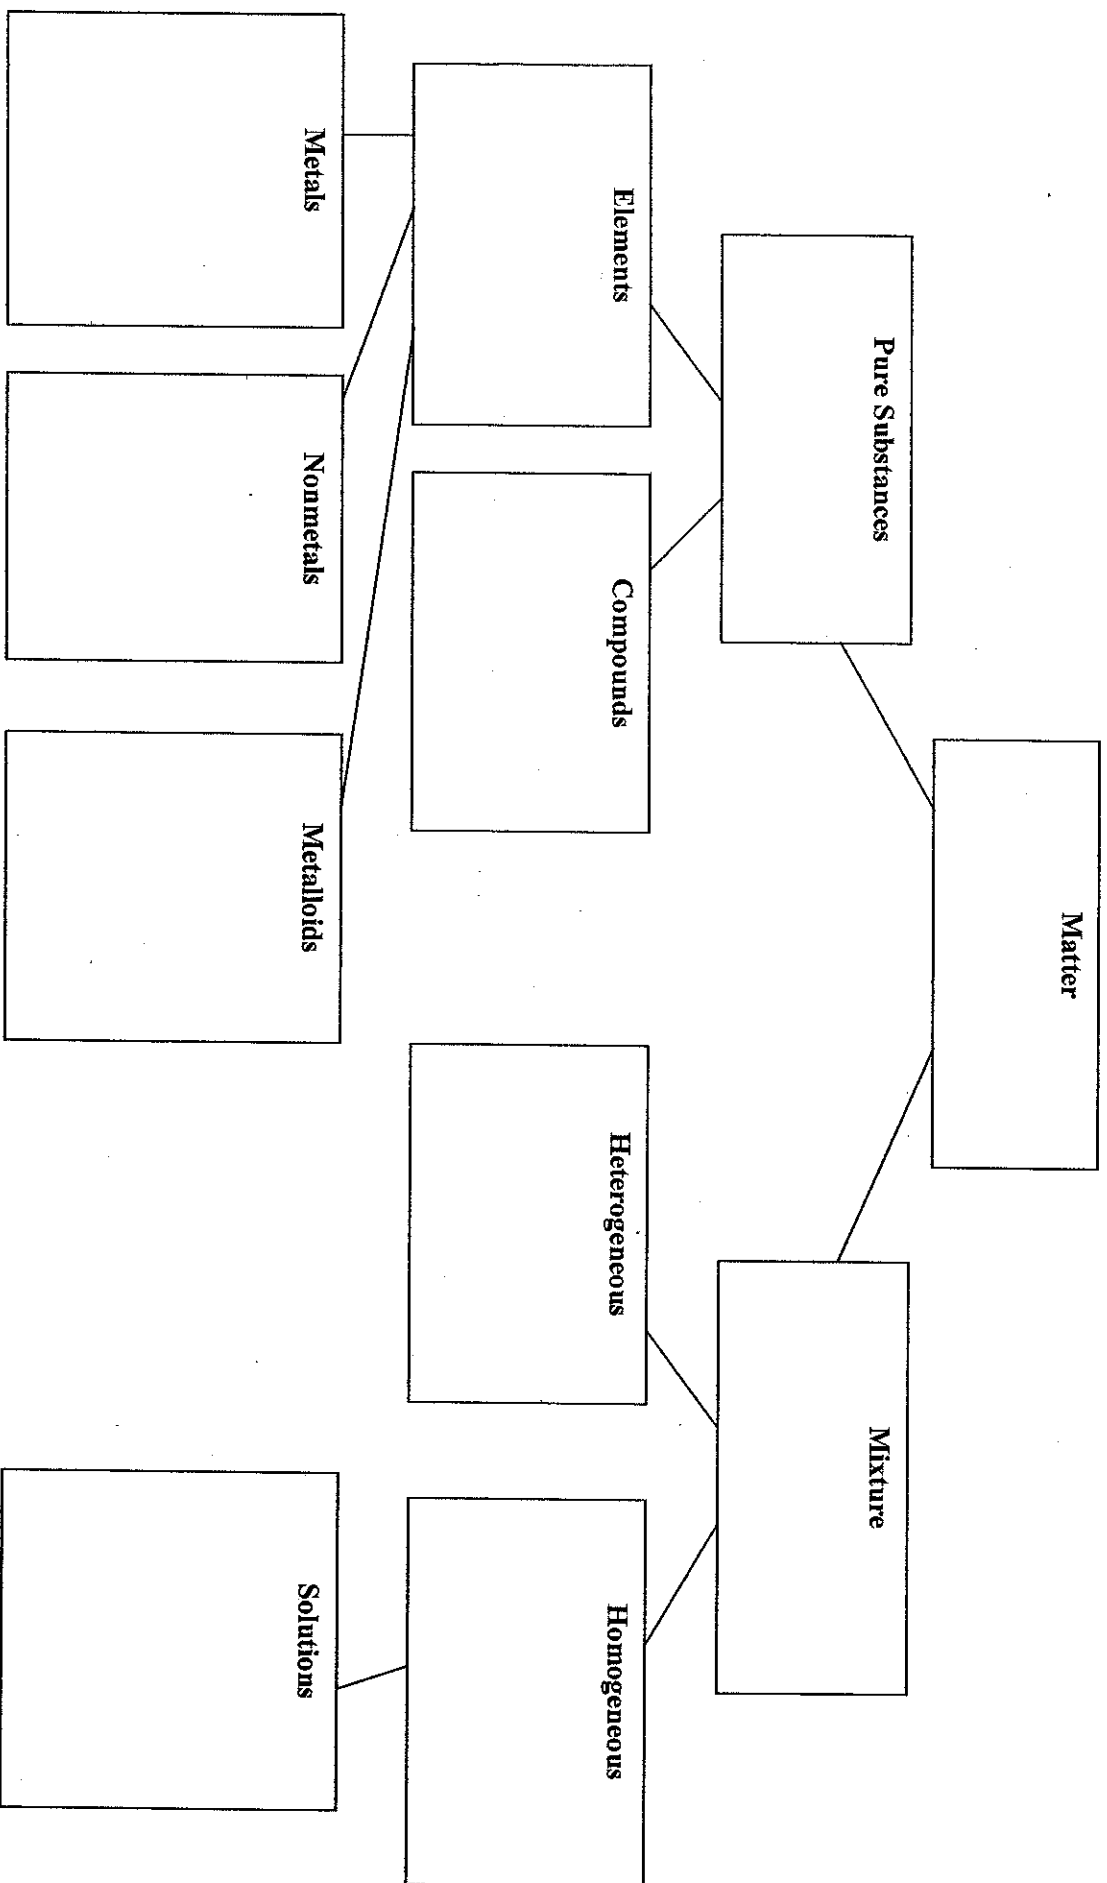 Matter
Pure Substances
Mixture
Elements
Compounds
Heterogeneous
Homogeneous
Metals
Nonmetals
Metalloids
Solutions